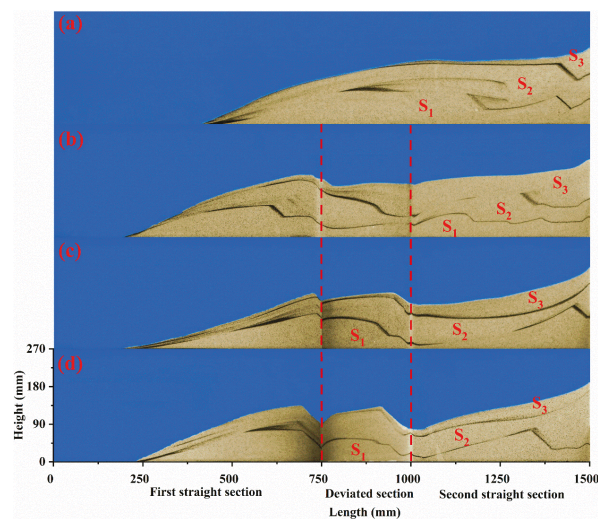 (a)
S3
S2
S1
(b)
S3
S2
S1
(c)
S3
S1
S2
(d)
270
180
90
0
Height (mm)
S3
S2
S1
0 250 500 750 1000 1250 1500
First straight section Deviated section Second straight section
Length (mm)